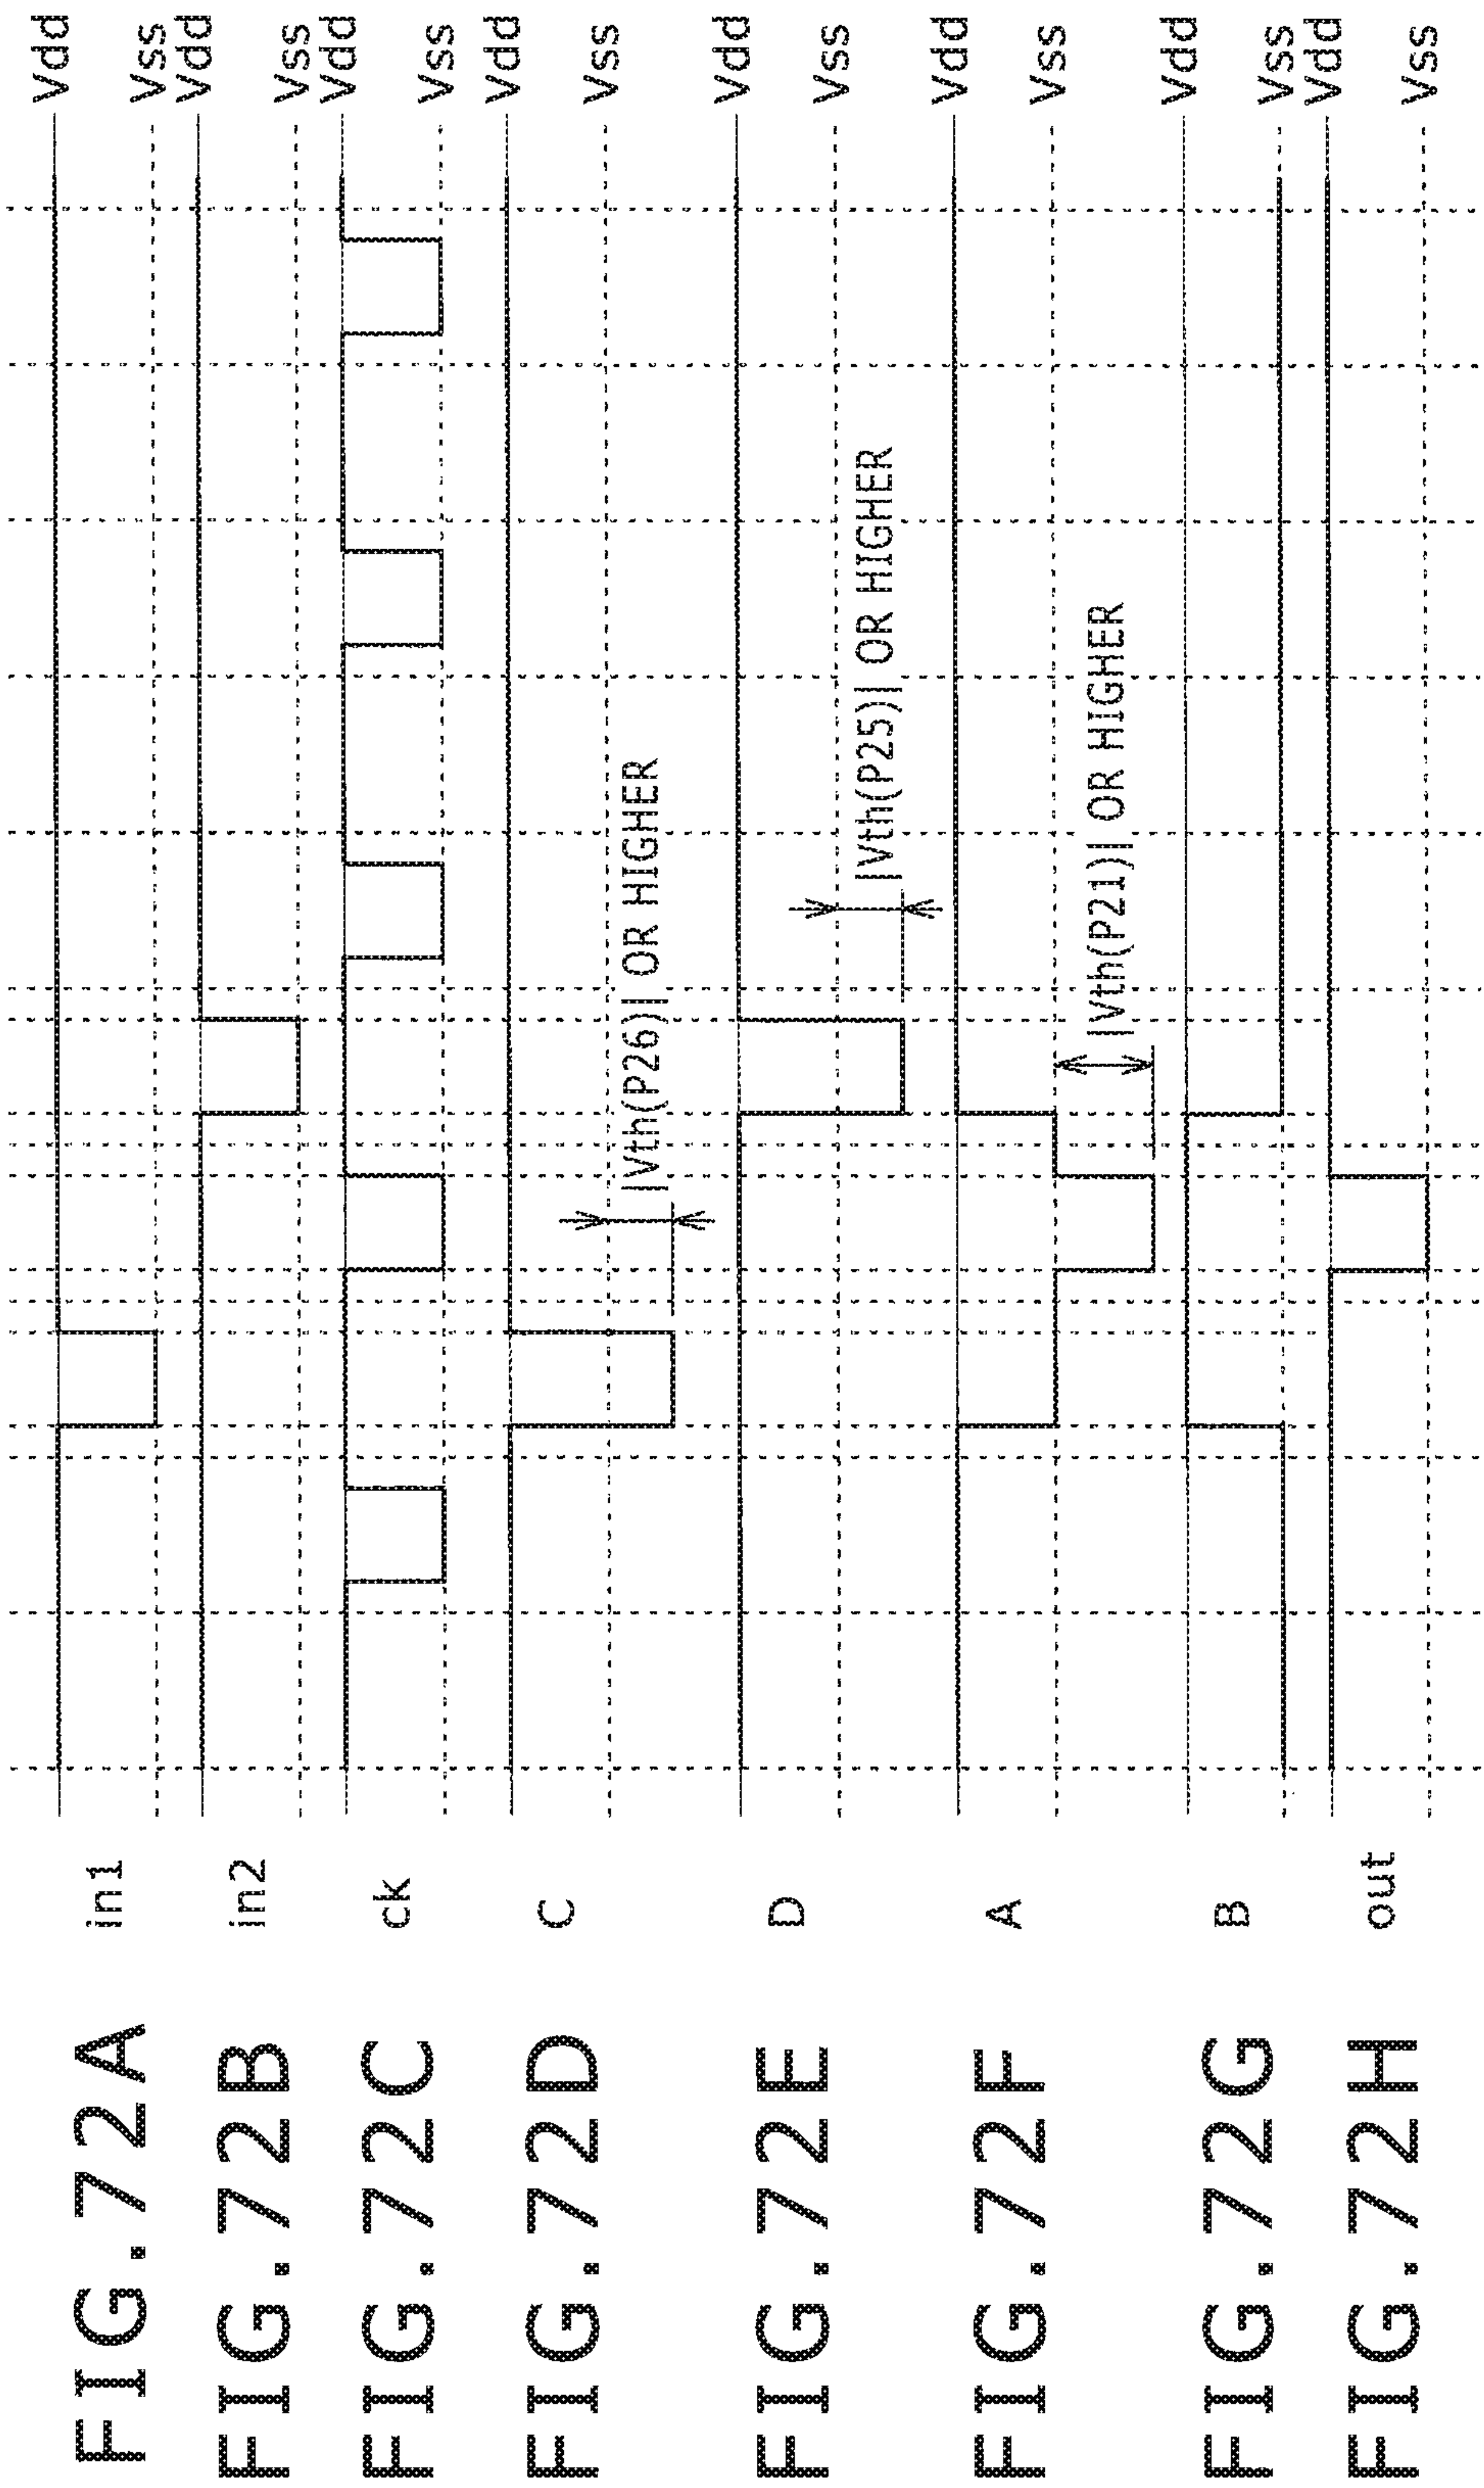 FIG.72A in1 Vdd
Vss
FIG.72B in2 Vdd
Vss
FIG.72C ck Vdd
Vss
FIG.72D C Vdd
Vss
|Vth(P26)| OR HIGHER
FIG.72E D Vdd
Vss
|Vth(P25)| OR HIGHER
FIG.72F A Vdd
Vss
|Vth(P21)| OR HIGHER
FIG.72G B Vdd
Vss
FIG.72H out Vdd
Vss